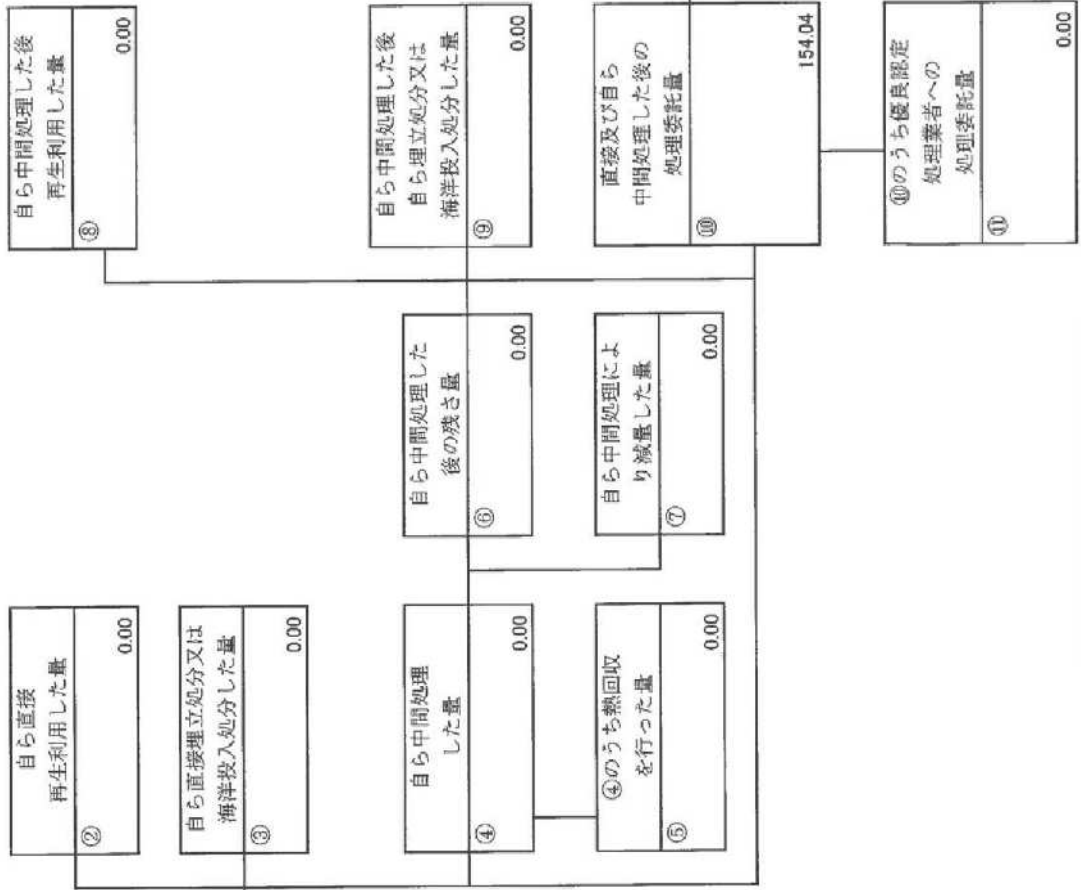 自ら直接
再生利用した量
②
0.00
自ら直接埋立処分又は
海洋投入処分した量
③
0.00
自ら中間処理
した量
④
0.00
④のうち熱回収
を行った量
⑤
0.00
自ら中間処理した
後の残さ量
⑥
0.00
自ら中間処理によ
り減量した量
⑦
0.00
自ら中間処理した後
再生利用した量
⑧
0.00
自ら中間処理した後
自ら埋立処分又は
海洋投入処分した量
⑨
0.00
直接及び自ら
中間処理した後の
処理委託量
⑩
154.04
⑩のうち優良認定
処理業者への
処理委託量
⑪
0.00